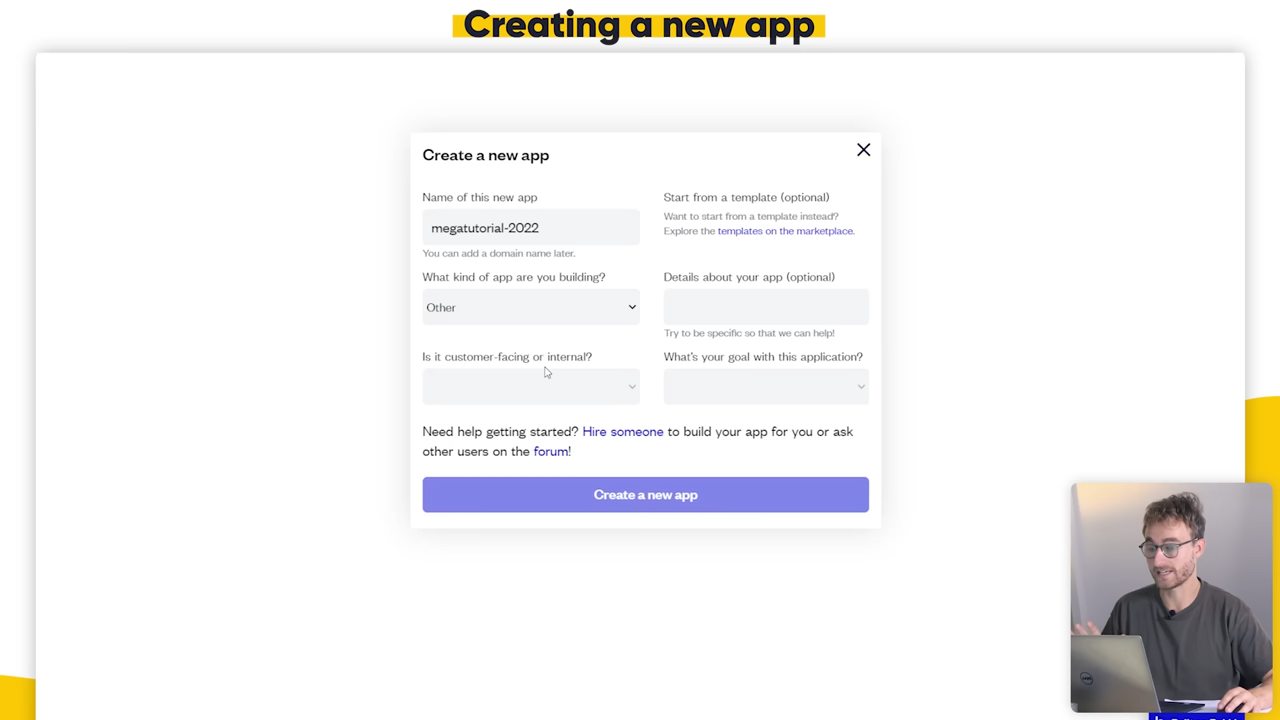 Creating a new app
Create a new app
Name of this new app
megatutorial-2022
You can add a domain name later.
Start from a template (optional)
Want to start from a template instead?
Explore the templates on the marketplace.
What kind of app are you building?
Other
Details about your app (optional)
Try to be specific so that we can help!
Is it customer-facing or internal?
What's your goal with this application?
Need help getting started? Hire someone to build your app for you or ask
other users on the forum!
Create a new app